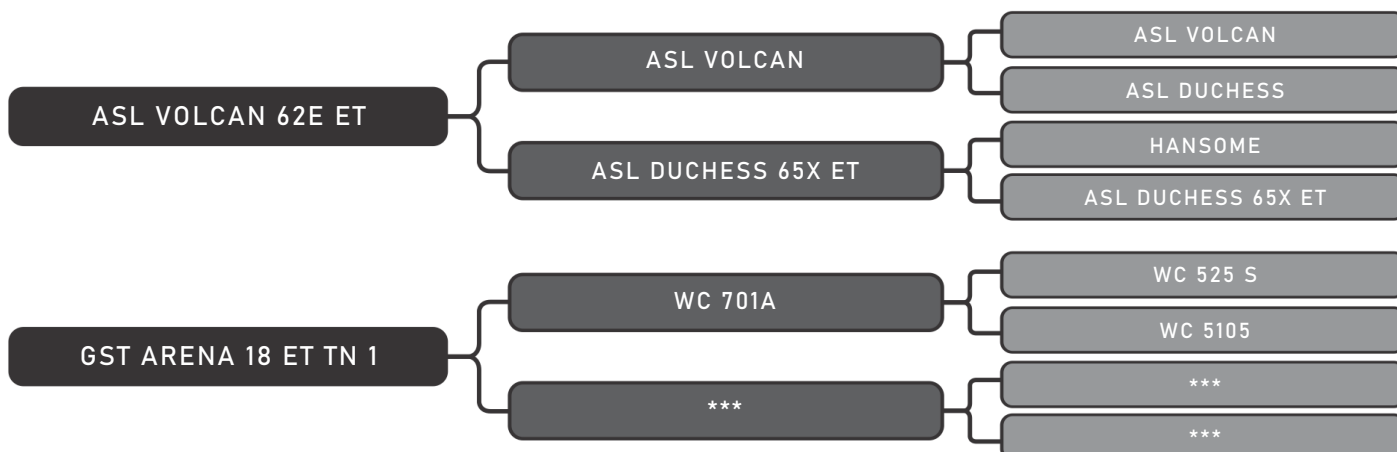 ASL VOLCAN 62E ET
ASL VOLCAN
ASL DUCHESS 65X ET
ASL VOLCAN
ASL DUCHESS
HANSOME
ASL DUCHESS 65X ET
GST ARENA 18 ET TN 1
WC 701A
***
WC 525 S
WC 5105
***
***